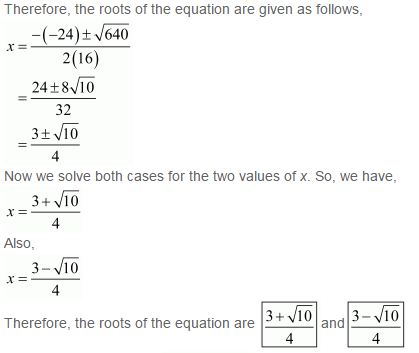 Therefore, the roots of the equation are given as follows,
x = \frac{-(-24) \pm \sqrt{640}}{2(16)}
= \frac{24 \pm 8\sqrt{10}}{32}
= \frac{3 \pm \sqrt{10}}{4}
Now we solve both cases for the two values of x. So, we have,
x = \frac{3 + \sqrt{10}}{4}
Also,
x = \frac{3 - \sqrt{10}}{4}
Therefore, the roots of the equation are \frac{3 + \sqrt{10}}{4} and \frac{3 - \sqrt{10}}{4}